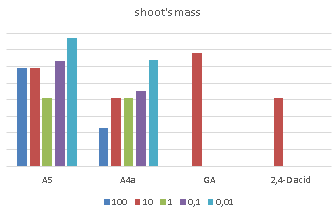 shoot's mass
A5 A4a GA 2,4-Dacid
100 10 1 0,1 0,01